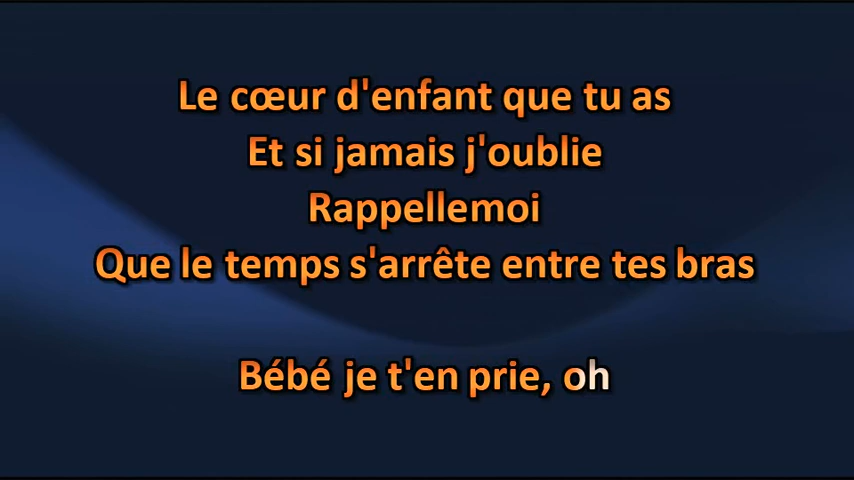 Le cœur d'enfant que tu as
Et si jamais j'oublie
Rappellemoi
Que le temps s'arrête entre tes bras
Bébé je t'en prie, oh